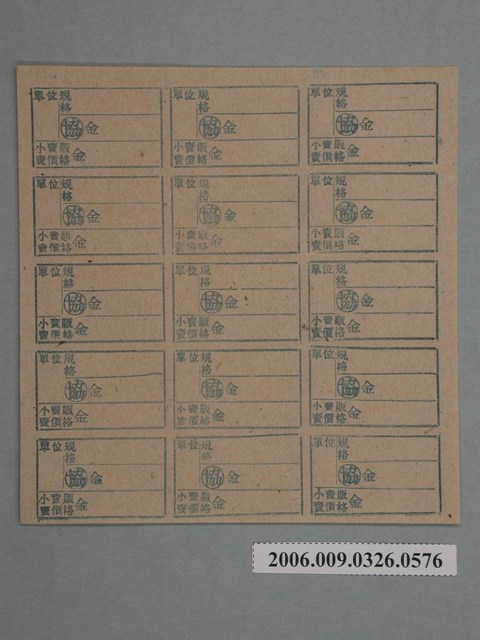 單位規
格
協金
小賣販
賣價格金
單位規
格
協金
小賣販
賣價格金
單位規
格
協金
小賣販
賣價格金
單位規
格
協金
小賣販
賣價格金
單位規
格
協金
小賣販
賣價格金
單位規
格
協金
小賣販
賣價格金
單位規
格
協金
小賣販
賣價格金
單位規
格
協金
小賣販
賣價格金
單位規
格
協金
小賣販
賣價格金
單位規
格
協金
小賣販
賣價格金
單位規
格
協金
小賣販
賣價格金
單位規
格
協金
小賣販
賣價格金
單位規
格
協金
小賣販
賣價格金
單位規
格
協金
小賣販
賣價格金
單位規
格
協金
小賣販
賣價格金
2006.009.0326.0576